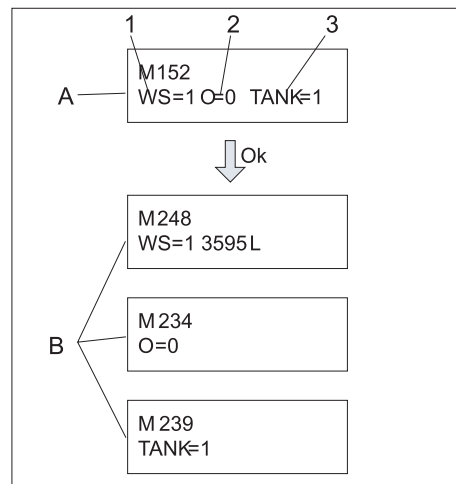 1 2 3
M152
A WS=1 O=0 TANK=1
Ok
M248
WS=1 3595L
M234
O=0
B
M239
TANK=1